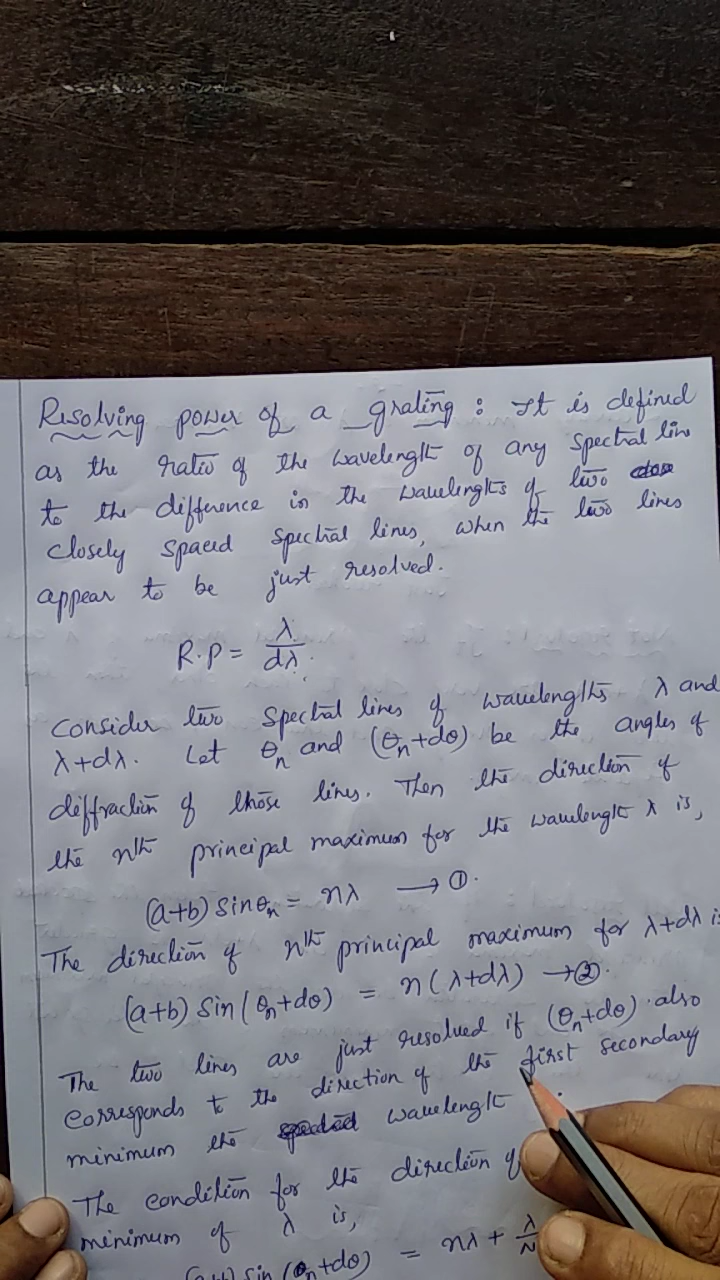 Resolving power of a grating : It is defined
as the ratio of the wavelength of any spectral line
to the difference in the wavelengths of two
closely spaced spectral lines, when the two lines
appear to be just resolved.
R.P = λ/dλ.
Consider two spectral lines of wavelengths λ and
λ+dλ. Let θn and (θn+dθ) be the angles of
diffraction of those lines. Then the direction of
the nth principal maximum for the wavelength λ is,
(a+b) sinθn = nλ → ①.
The direction of nth principal maximum for λ+dλ is
(a+b) sin(θn+dθ) = n(λ+dλ) → ②.
The two lines are just resolved if (θn+dθ) also
corresponds to the direction of the first secondary
minimum the wavelength
The condition for the direction of
minimum of λ is,
sin (θn+dθ) = nλ + λ/N